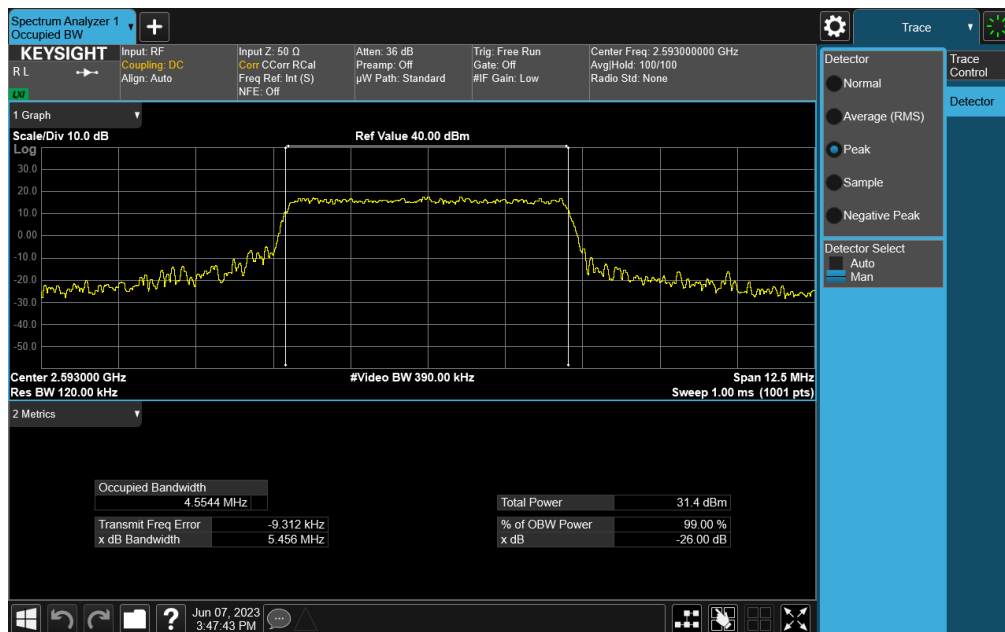 Spectrum Analyzer 1
Occupied BW
+
Trace
KEYSIGHT
R L
LXI
Input: RF
Coupling: DC
Align: Auto
Input Z: 50 Ω
Corr CCorr RCal
Freq Ref: Int (S)
NFE: Off
Atten: 36 dB
Preamp: Off
µW Path: Standard
Trig: Free Run
Gate: Off
#IF Gain: Low
Center Freq: 2.593000000 GHz
Avg|Hold: 100/100
Radio Std: None
1 Graph
Scale/Div 10.0 dB
Ref Value 40.00 dBm
Log
30.0
20.0
10.0
0.00
-10.0
-20.0
-30.0
-40.0
-50.0
Center 2.593000 GHz
#Video BW 390.00 kHz
Span 12.5 MHz
Res BW 120.00 kHz
Sweep 1.00 ms (1001 pts)
2 Metrics
Occupied Bandwidth
4.5544 MHz
Transmit Freq Error -9.312 kHz
x dB Bandwidth 5.456 MHz
Total Power 31.4 dBm
% of OBW Power 99.00 %
x dB -26.00 dB
Detector
Normal
Average (RMS)
Peak
Sample
Negative Peak
Detector Select
Auto
Man
Trace
Control
Detector
?
Jun 07, 2023
3:47:43 PM